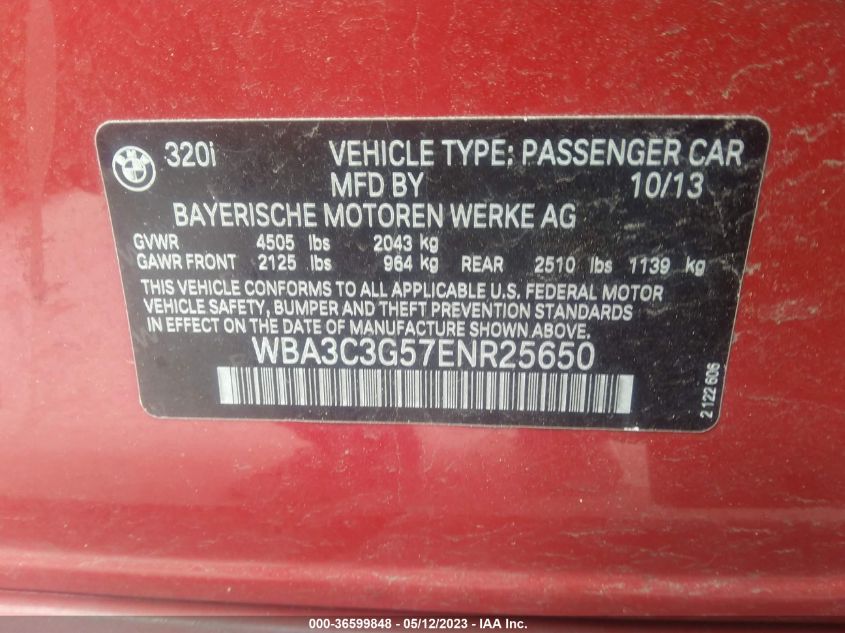 BMW 320i VEHICLE TYPE: PASSENGER CAR
MFD BY 10/13
BAYERISCHE MOTOREN WERKE AG
GVWR 4505 lbs 2043 kg
GAWR FRONT 2125 lbs 964 kg REAR 2510 lbs 1139 kg
THIS VEHICLE CONFORMS TO ALL APPLICABLE U.S. FEDERAL MOTOR
VEHICLE SAFETY, BUMPER AND THEFT PREVENTION STANDARDS
IN EFFECT ON THE DATE OF MANUFACTURE SHOWN ABOVE.
WBA3C3G57ENR25650
2 122 606
000-36599848 - 05/12/2023 - IAA Inc.